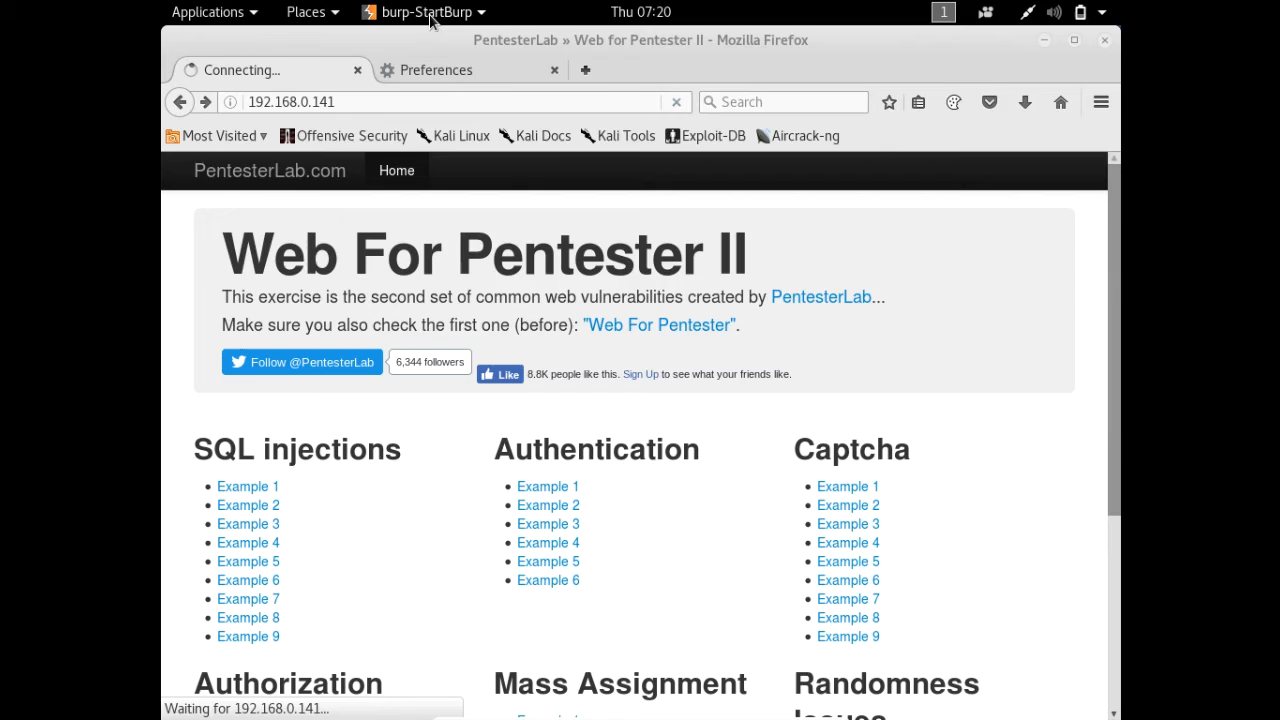 Applications Places burp-StartBurp Thu 07:20 1
PentesterLab » Web for Pentester II - Mozilla Firefox
Connecting... Preferences
192.168.0.141 Search
Most Visited Offensive Security Kali Linux Kali Docs Kali Tools Exploit-DB Aircrack-ng
PentesterLab.com Home
Web For Pentester II
This exercise is the second set of common web vulnerabilities created by PentesterLab...
Make sure you also check the first one (before): "Web For Pentester".
Follow @PentesterLab 6,344 followers Like 8.8K people like this. Sign Up to see what your friends like.
SQL injections
Example 1
Example 2
Example 3
Example 4
Example 5
Example 6
Example 7
Example 8
Example 9
Authentication
Example 1
Example 2
Example 3
Example 4
Example 5
Example 6
Captcha
Example 1
Example 2
Example 3
Example 4
Example 5
Example 6
Example 7
Example 8
Example 9
Authorization
Mass Assignment
Randomness
Issues
Waiting for 192.168.0.141...